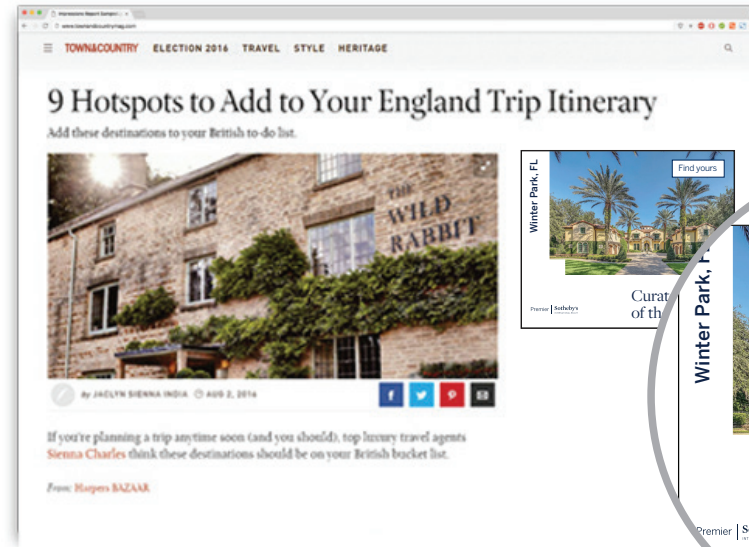 www.townandcountrymag.com
TOWN&COUNTRY ELECTION 2016 TRAVEL STYLE HERITAGE
9 Hotspots to Add to Your England Trip Itinerary
Add these destinations to your British to-do list.
THE
WILD
RABBIT
by JACLYN SIENNA INDIA AUG 2, 2016
If you're planning a trip anytime soon (and you should), top luxury travel agents
Sienna Charles think these destinations should be on your British bucket list.
From: Harpers BAZAAR
Winter Park, FL
Find yours
Curat
of th
Premier | Sotheby's
Winter Park, F
Premier | S